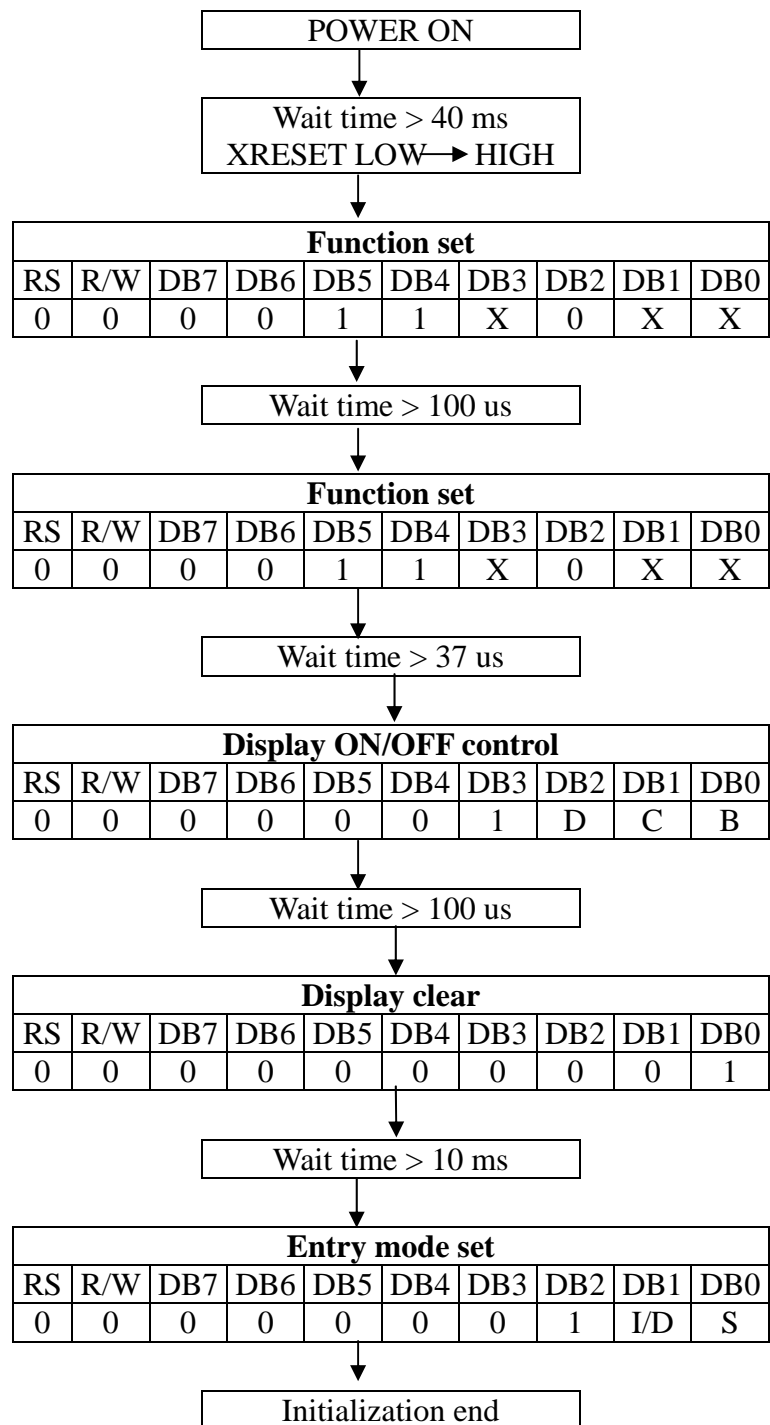 POWER ON
Wait time > 40 ms
XRESET LOW → HIGH
Function set
RS R/W DB7 DB6 DB5 DB4 DB3 DB2 DB1 DB0
0 0 0 0 1 1 X 0 X X
Wait time > 100 us
Function set
RS R/W DB7 DB6 DB5 DB4 DB3 DB2 DB1 DB0
0 0 0 0 1 1 X 0 X X
Wait time > 37 us
Display ON/OFF control
RS R/W DB7 DB6 DB5 DB4 DB3 DB2 DB1 DB0
0 0 0 0 0 0 1 D C B
Wait time > 100 us
Display clear
RS R/W DB7 DB6 DB5 DB4 DB3 DB2 DB1 DB0
0 0 0 0 0 0 0 0 0 1
Wait time > 10 ms
Entry mode set
RS R/W DB7 DB6 DB5 DB4 DB3 DB2 DB1 DB0
0 0 0 0 0 0 0 1 I/D S
Initialization end